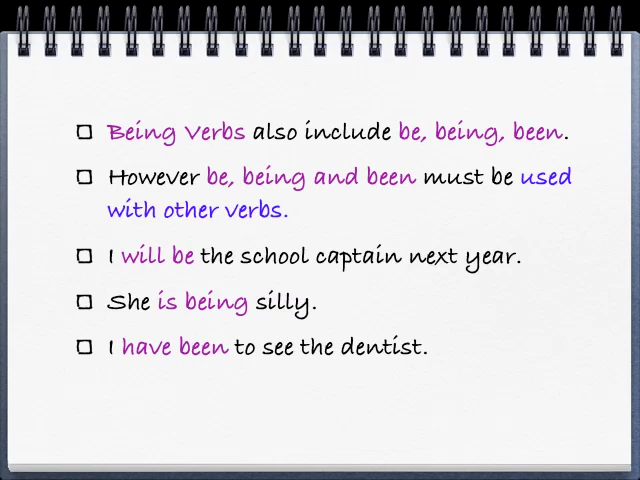 Being Verbs also include be, being, been.
However be, being and been must be used
with other verbs.
I will be the school captain next year.
She is being silly.
I have been to see the dentist.